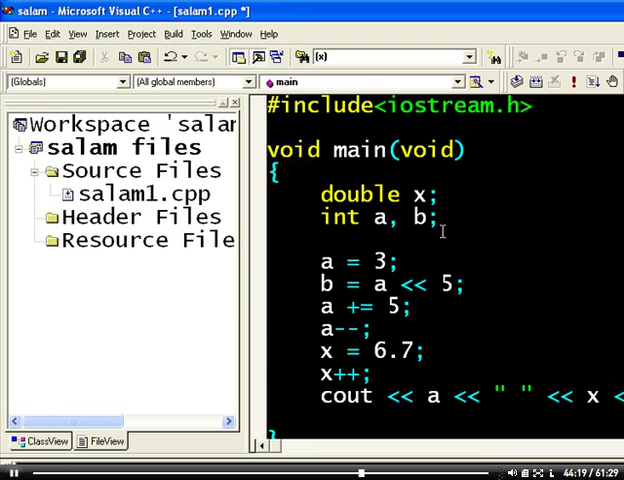 salam - Microsoft Visual C++ - [salam1.cpp *]
File Edit View Insert Project Build Tools Window Help
(x)
(Globals) (All global members) main
Workspace 'salam
salam files
Source Files
salam1.cpp
Header Files
Resource File
ClassView FileView
#include<iostream.h>
void main(void)
{
double x;
int a, b;
a = 3;
b = a << 5;
a += 5;
a--;
x = 6.7;
x++;
cout << a << " " << x <
}
44:19 / 61:29